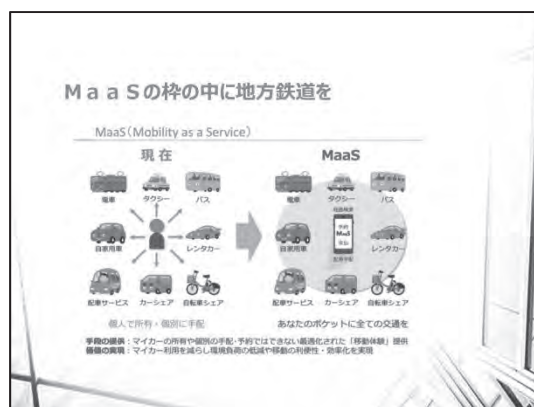 MaaSの枠の中に地方鉄道を
MaaS(Mobility as a Service)
現在
MaaS
電車 タクシー バス
電車 タクシー バス
経路検索
予約
MaaS
自家用車 レンタカー
自家用車 レンタカー
配車サービス カーシェア 自転車シェア
配車サービス カーシェア 自転車シェア
個人で所有・個別に手配
あなたのポケットに全ての交通を
手段の提供:マイカーの所有や個別の手配・予約ではできない最適化された「移動体験」提供
価値の実現:マイカー利用を減らし環境負荷の低減や移動の利便性・効率化を実現